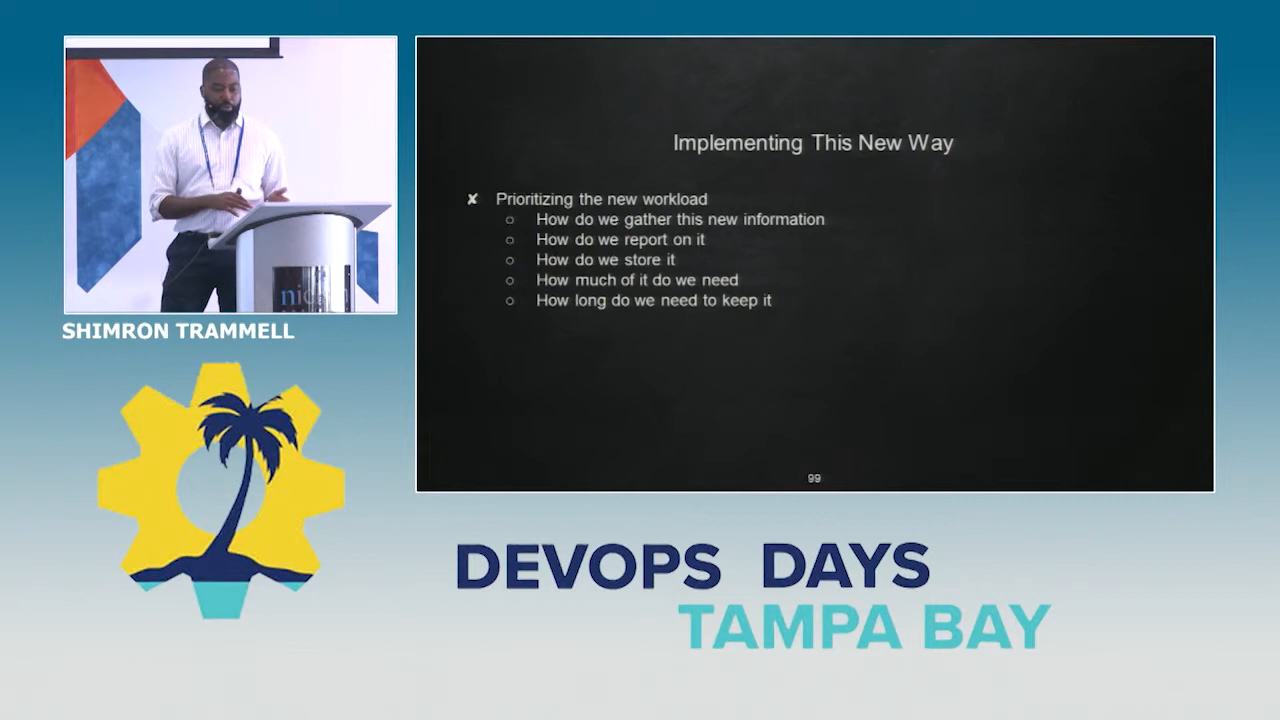 Implementing This New Way
✘ Prioritizing the new workload
○ How do we gather this new information
○ How do we report on it
○ How do we store it
○ How much of it do we need
○ How long do we need to keep it
99
SHIMRON TRAMMELL
DEVOPS DAYS
TAMPA BAY